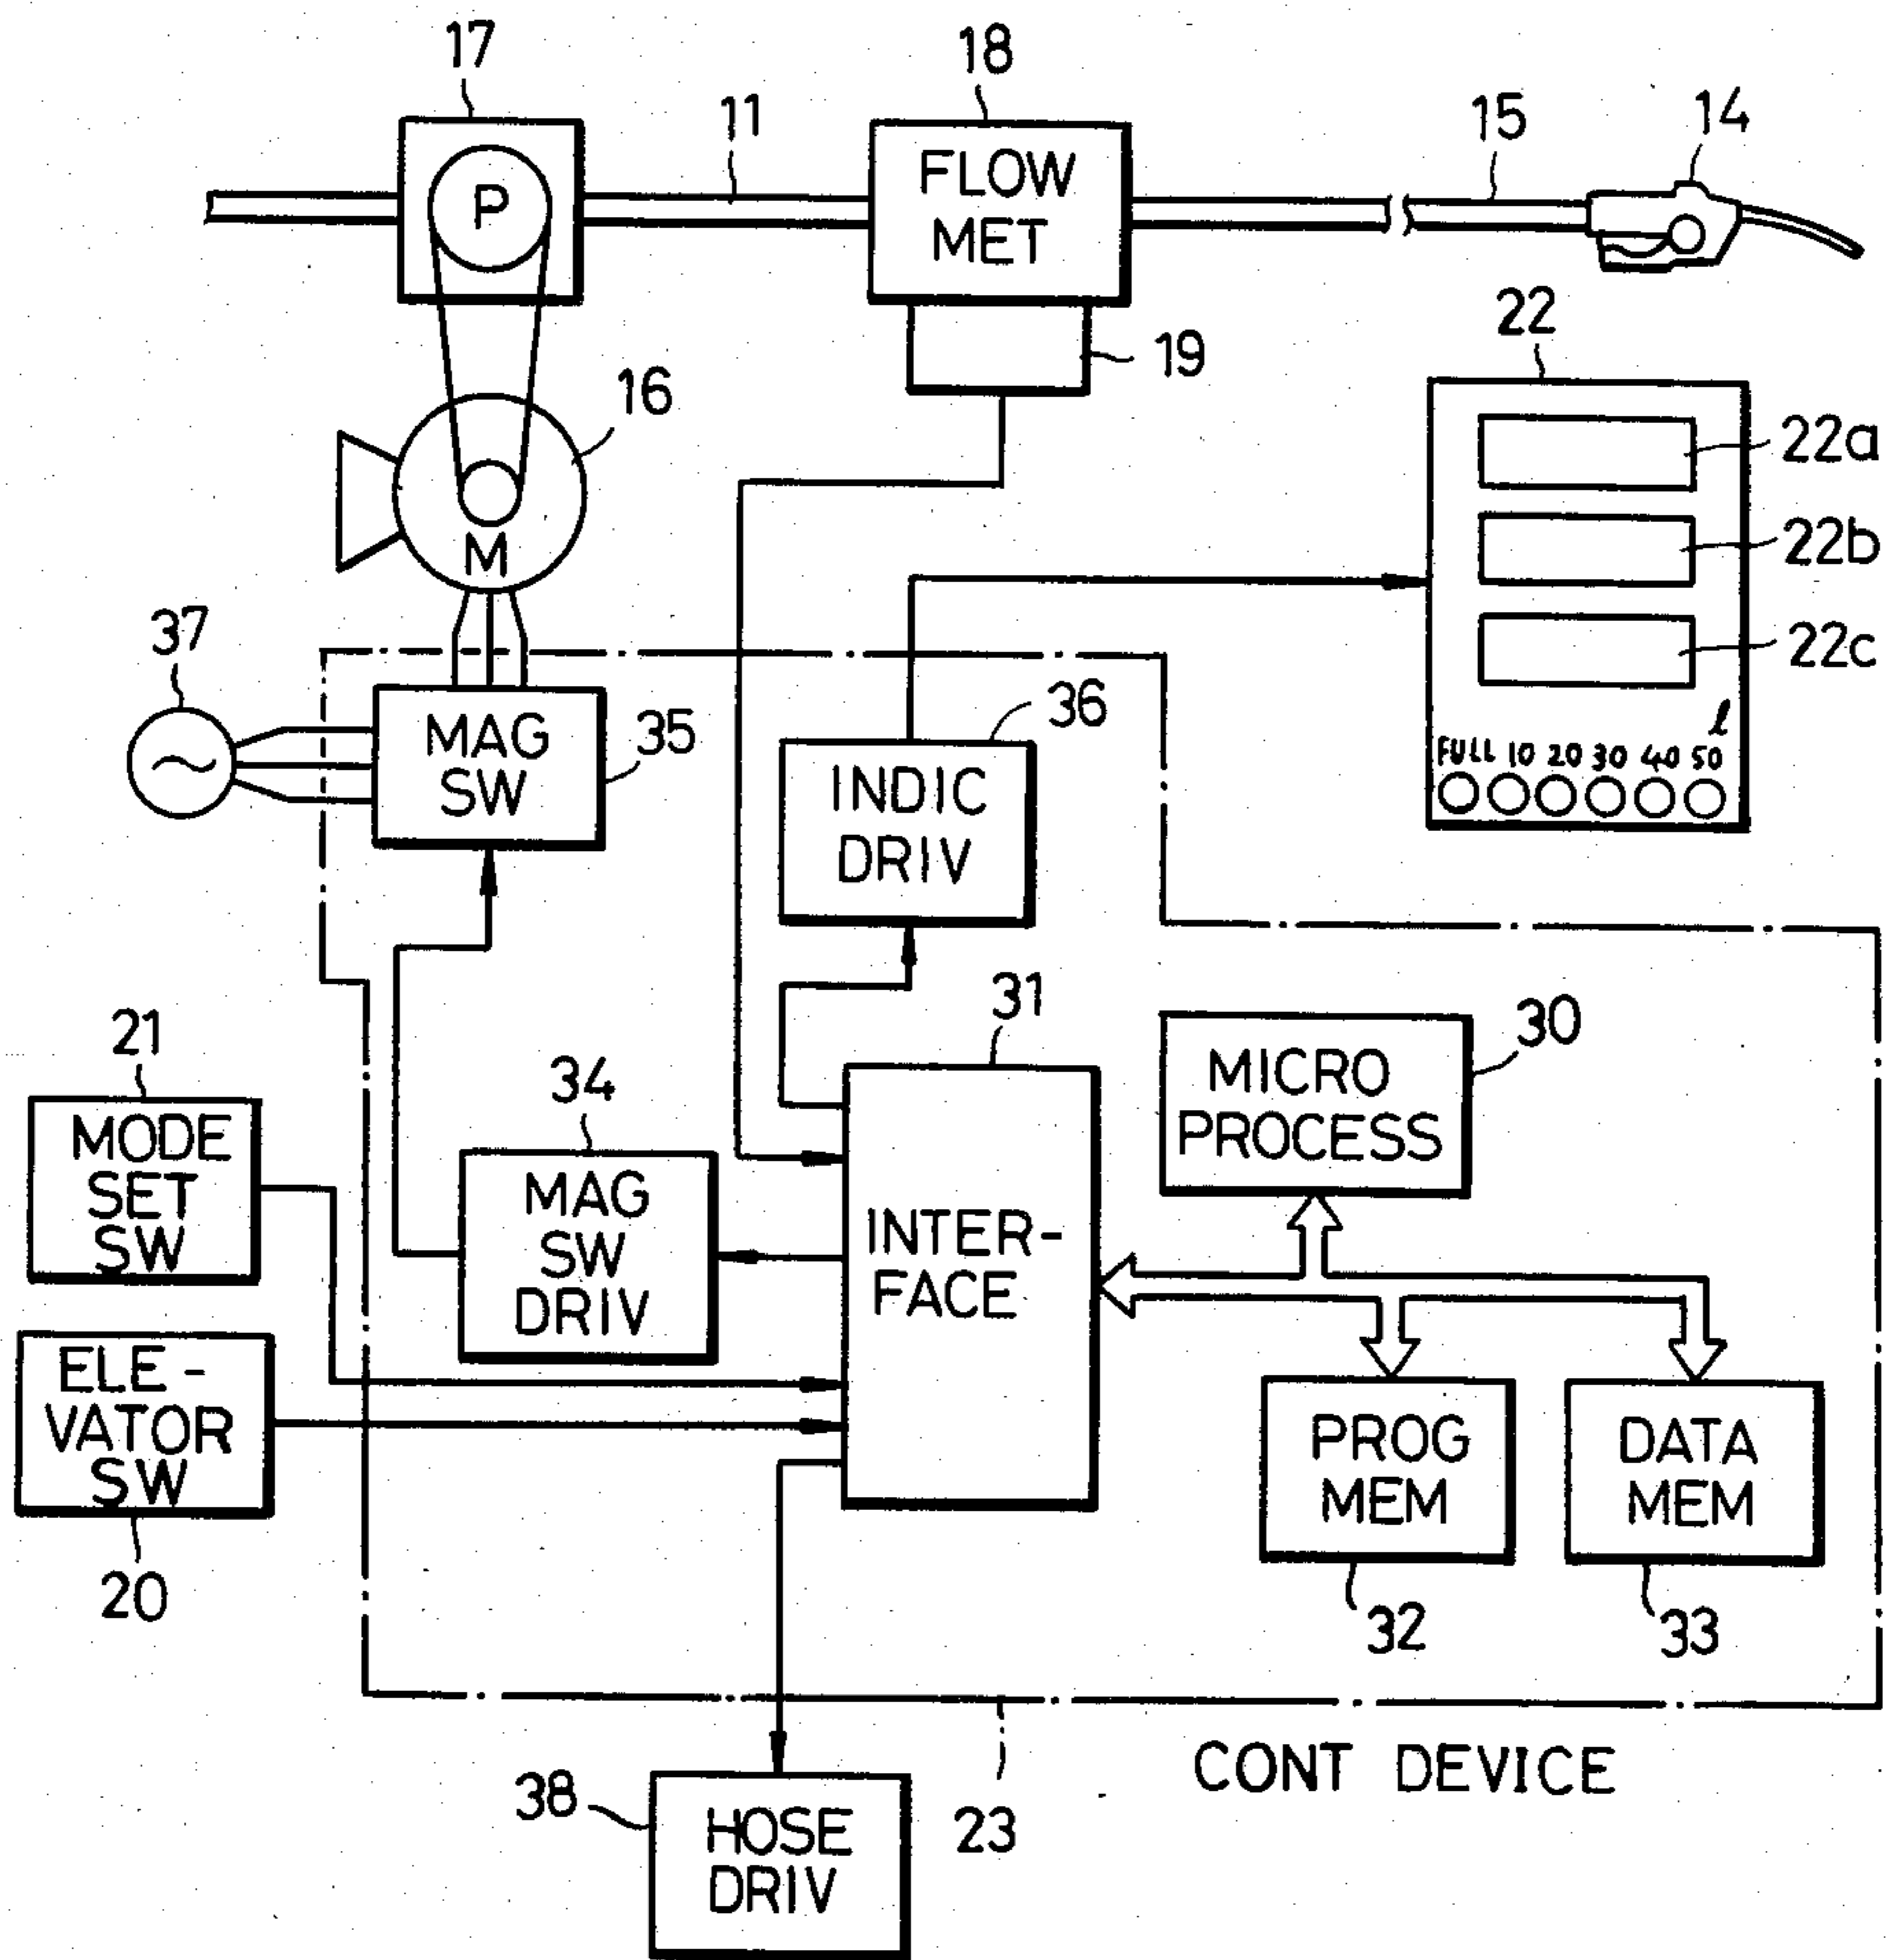 17
18
11
15
14
P
FLOW
MET
22
19
16
22a
M
22b
37
22c
MAG
SW
35
36
l
FULL 10 20 30 40 50
INDIC
DRIV
31
30
21
34
MICRO
PROCESS
MODE
SET
SW
MAG
SW
DRIV
INTER-
FACE
ELE-
VATOR
SW
PROG
MEM
DATA
MEM
20
32
33
CONT DEVICE
38
23
HOSE
DRIV